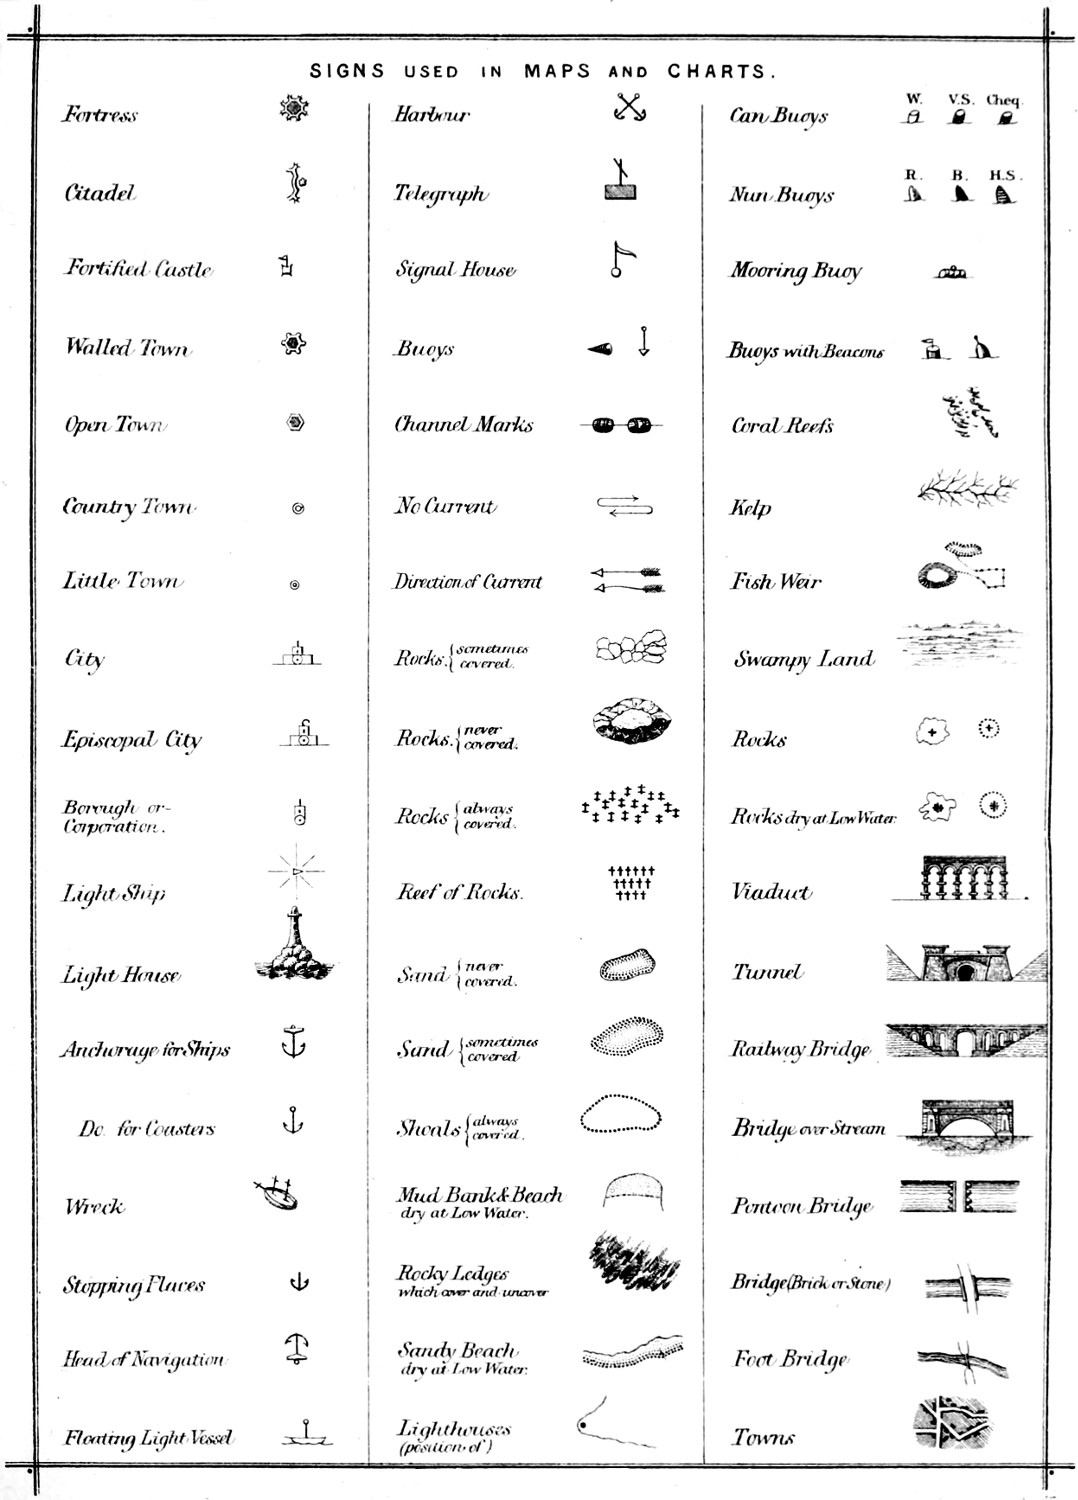 SIGNS USED IN MAPS AND CHARTS.
Fortress
Citadel
Fortified Castle
Walled Town
Open Town
Country Town
Little Town
City
Episcopal City
Borough or
Corporation.
Light Ship
Light House
Anchorage for Ships
Do. for Coasters
Wreck
Stopping Places
Head of Navigation
Floating Light Vessel
Harbour
Telegraph
Signal House
Buoys
Channel Marks
No Current
Direction of Current
Rocks. { sometimes
covered.
Rocks. { never
covered.
Rocks { always
covered.
Reef of Rocks.
Sand { never
covered.
Sand { sometimes
covered
Shoals { always
covered.
Mud Bank & Beach
dry at Low Water.
Rocky Ledges
which cover and uncover
Sandy Beach
dry at Low Water.
Lighthouses
(position of)
W. V.S. Cheq.
Can Buoys
R. B. H.S.
Nun Buoys
Mooring Buoy
Buoys with Beacons
Coral Reefs
Kelp
Fish Weir
Swampy Land
Rocks
Rocks dry at Low Water.
Viaduct
Tunnel
Railway Bridge
Bridge over Stream
Pontoon Bridge
Bridge (Brick or Stone)
Foot Bridge
Towns